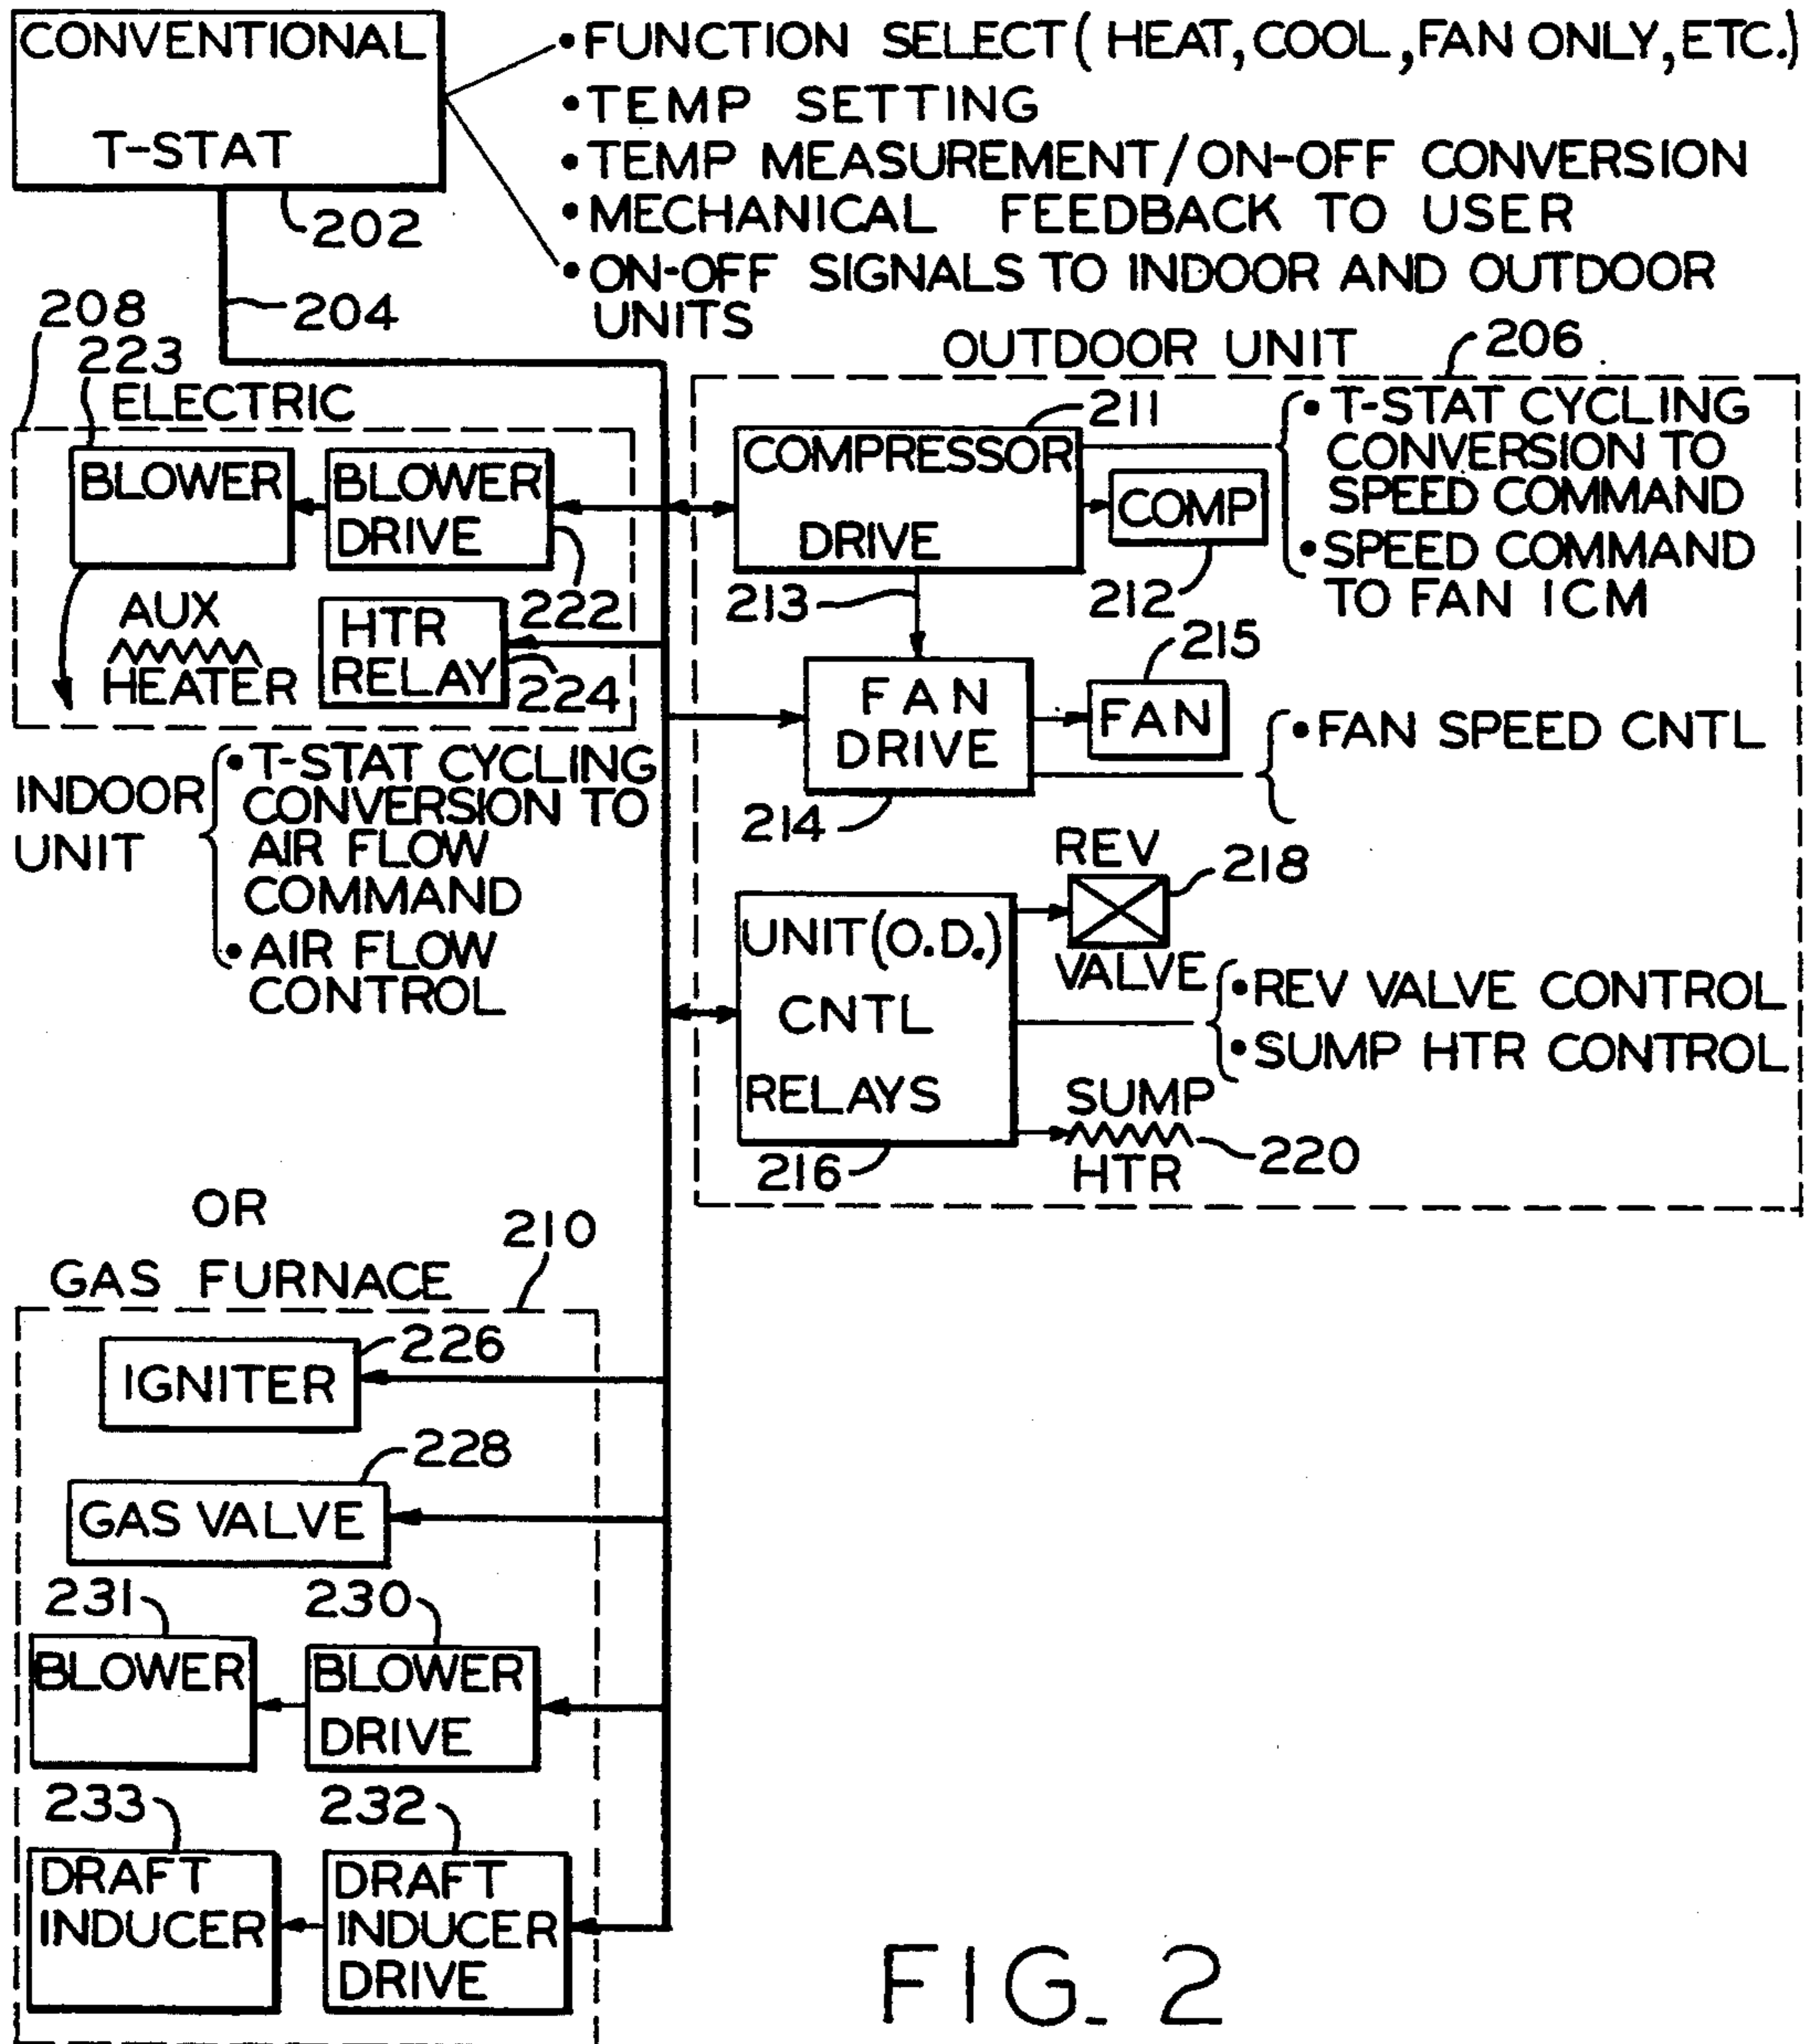 CONVENTIONAL
T-STAT
202
• FUNCTION SELECT (HEAT, COOL, FAN ONLY, ETC.)
• TEMP SETTING
• TEMP MEASUREMENT/ON-OFF CONVERSION
• MECHANICAL FEEDBACK TO USER
• ON-OFF SIGNALS TO INDOOR AND OUTDOOR
UNITS
204
208
223
ELECTRIC
BLOWER
BLOWER
DRIVE
222
AUX
HEATER
HTR
RELAY
224
INDOOR
UNIT
• T-STAT CYCLING
CONVERSION TO
AIR FLOW
COMMAND
• AIR FLOW
CONTROL
OUTDOOR UNIT
206
211
COMPRESSOR
DRIVE
COMP
212
• T-STAT CYCLING
CONVERSION TO
SPEED COMMAND
• SPEED COMMAND
TO FAN ICM
213
FAN
DRIVE
214
215
FAN
• FAN SPEED CNTL
UNIT (O.D.)
CNTL
RELAYS
216
REV
VALVE
218
• REV VALVE CONTROL
• SUMP HTR CONTROL
SUMP
HTR
220
OR
GAS FURNACE
210
IGNITER
226
GAS VALVE
228
231
BLOWER
230
BLOWER
DRIVE
233
DRAFT
INDUCER
232
DRAFT
INDUCER
DRIVE
FIG. 2